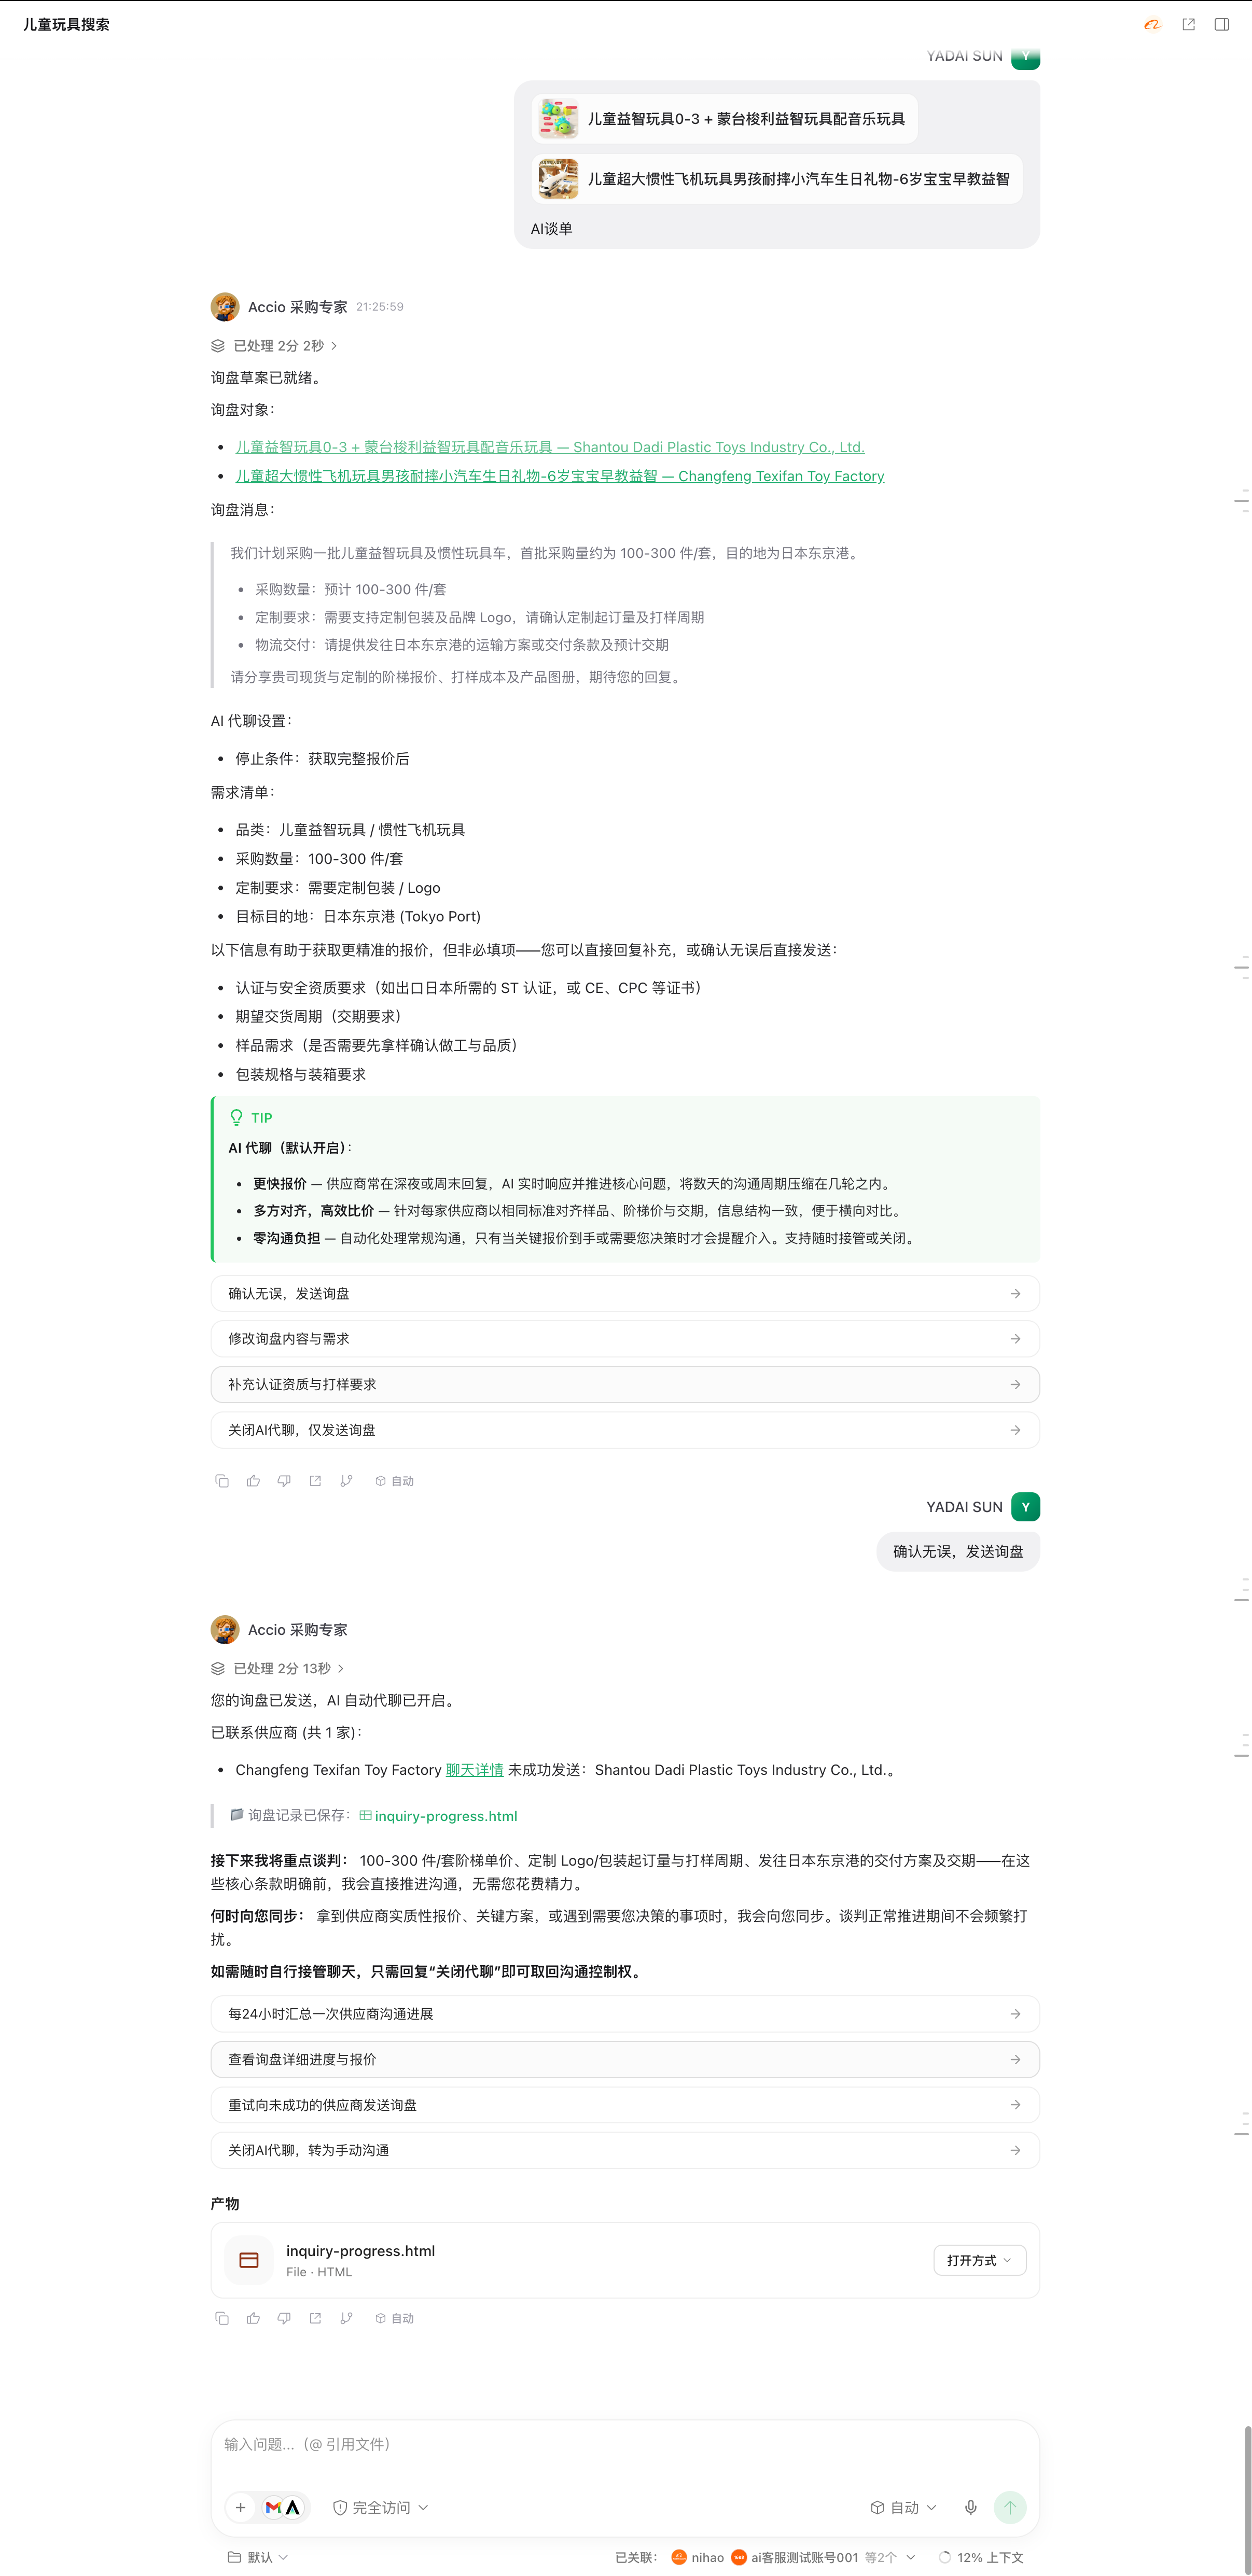 儿童玩具搜索
YADAI SUN
Y
儿童益智玩具0-3 + 蒙台梭利益智玩具配音乐玩具
儿童超大惯性飞机玩具男孩耐摔小汽车生日礼物-6岁宝宝早教益智
AI谈单
Accio 采购专家 21:25:59
已处理 2分 2秒
询盘草案已就绪。
询盘对象：
• 儿童益智玩具0-3 + 蒙台梭利益智玩具配音乐玩具 — Shantou Dadi Plastic Toys Industry Co., Ltd.
• 儿童超大惯性飞机玩具男孩耐摔小汽车生日礼物-6岁宝宝早教益智 — Changfeng Texifan Toy Factory
询盘消息：
我们计划采购一批儿童益智玩具及惯性玩具车，首批采购量约为 100-300 件/套，目的地为日本东京港。
• 采购数量：预计 100-300 件/套
• 定制要求：需要支持定制包装及品牌 Logo，请确认定制起订量及打样周期
• 物流交付：请提供发往日本东京港的运输方案或交付条款及预计交期
请分享贵司现货与定制的阶梯报价、打样成本及产品图册，期待您的回复。
AI 代聊设置：
• 停止条件：获取完整报价后
需求清单：
• 品类：儿童益智玩具 / 惯性飞机玩具
• 采购数量：100-300 件/套
• 定制要求：需要定制包装 / Logo
• 目标目的地：日本东京港 (Tokyo Port)
以下信息有助于获取更精准的报价，但非必填项——您可以直接回复补充，或确认无误后直接发送：
• 认证与安全资质要求（如出口日本所需的 ST 认证，或 CE、CPC 等证书）
• 期望交货周期（交期要求）
• 样品需求（是否需要先拿样确认做工与品质）
• 包装规格与装箱要求
TIP
AI 代聊（默认开启）：
• 更快报价 — 供应商常在深夜或周末回复，AI 实时响应并推进核心问题，将数天的沟通周期压缩在几轮之内。
• 多方对齐，高效比价 — 针对每家供应商以相同标准对齐样品、阶梯价与交期，信息结构一致，便于横向对比。
• 零沟通负担 — 自动化处理常规沟通，只有当关键报价到手或需要您决策时才会提醒介入。支持随时接管或关闭。
确认无误，发送询盘
修改询盘内容与需求
补充认证资质与打样要求
关闭AI代聊，仅发送询盘
自动
YADAI SUN
Y
确认无误，发送询盘
Accio 采购专家
已处理 2分 13秒
您的询盘已发送，AI 自动代聊已开启。
已联系供应商 (共 1 家)：
• Changfeng Texifan Toy Factory 聊天详情 未成功发送：Shantou Dadi Plastic Toys Industry Co., Ltd.。
询盘记录已保存： inquiry-progress.html
接下来我将重点谈判： 100-300 件/套阶梯单价、定制 Logo/包装起订量与打样周期、发往日本东京港的交付方案及交期——在这
些核心条款明确前，我会直接推进沟通，无需您花费精力。
何时向您同步： 拿到供应商实质性报价、关键方案，或遇到需要您决策的事项时，我会向您同步。谈判正常推进期间不会频繁打
扰。
如需随时自行接管聊天，只需回复“关闭代聊”即可取回沟通控制权。
每24小时汇总一次供应商沟通进展
查看询盘详细进度与报价
重试向未成功的供应商发送询盘
关闭AI代聊，转为手动沟通
产物
inquiry-progress.html
File · HTML
打开方式
自动
输入问题...（@ 引用文件）
完全访问
自动
默认
已关联： nihao ai客服测试账号001 等2个
12% 上下文